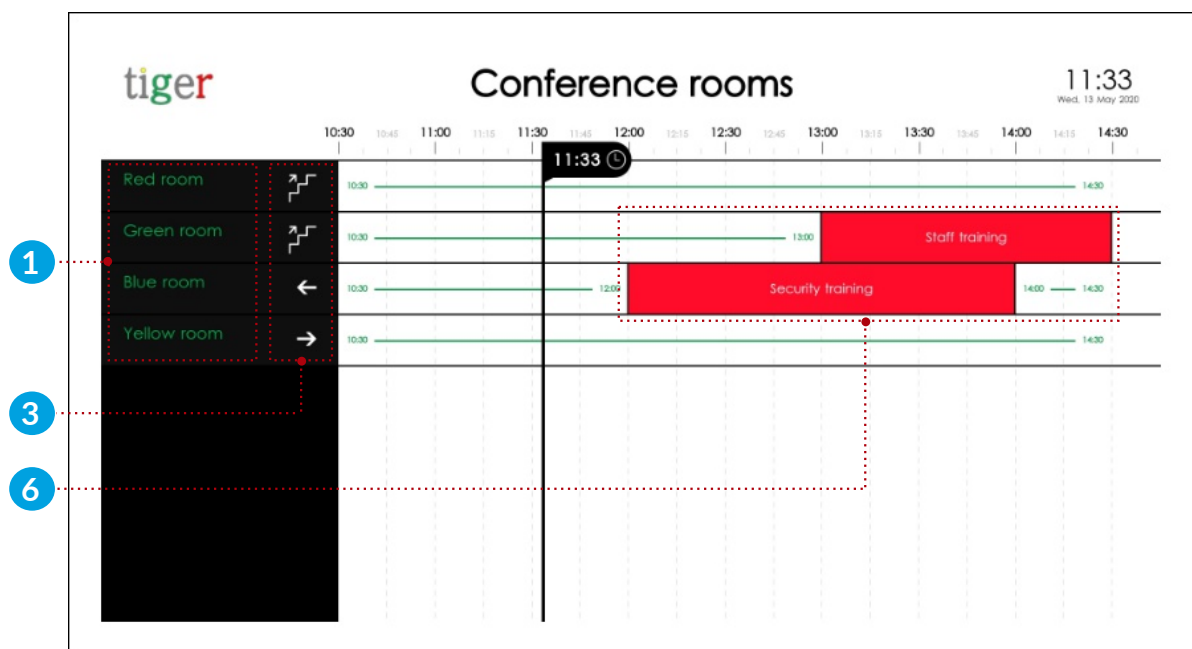 tiger
Conference rooms
11:33
Wed, 13 May 2020
10:30 10:45 11:00 11:15 11:30 11:45 12:00 12:15 12:30 12:45 13:00 13:15 13:30 13:45 14:00 14:15 14:30
11:33
Red room 10:30 14:30
Green room 10:30 13:00 Staff training
1
Blue room 10:30 12:00 Security training 14:00 14:30
Yellow room 10:30 14:30
3
6